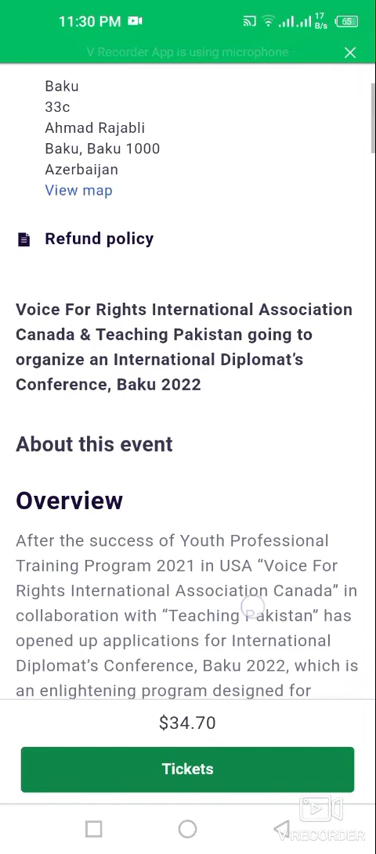 11:30 PM
17
B/s
65
V Recorder App is using microphone
Baku
33c
Ahmad Rajabli
Baku, Baku 1000
Azerbaijan
View map
Refund policy
Voice For Rights International Association
Canada & Teaching Pakistan going to
organize an International Diplomat’s
Conference, Baku 2022
About this event
Overview
After the success of Youth Professional
Training Program 2021 in USA “Voice For
Rights International Association Canada” in
collaboration with “Teaching Pakistan” has
opened up applications for International
Diplomat’s Conference, Baku 2022, which is
an enlightening program designed for
$34.70
Tickets
VRECORDER